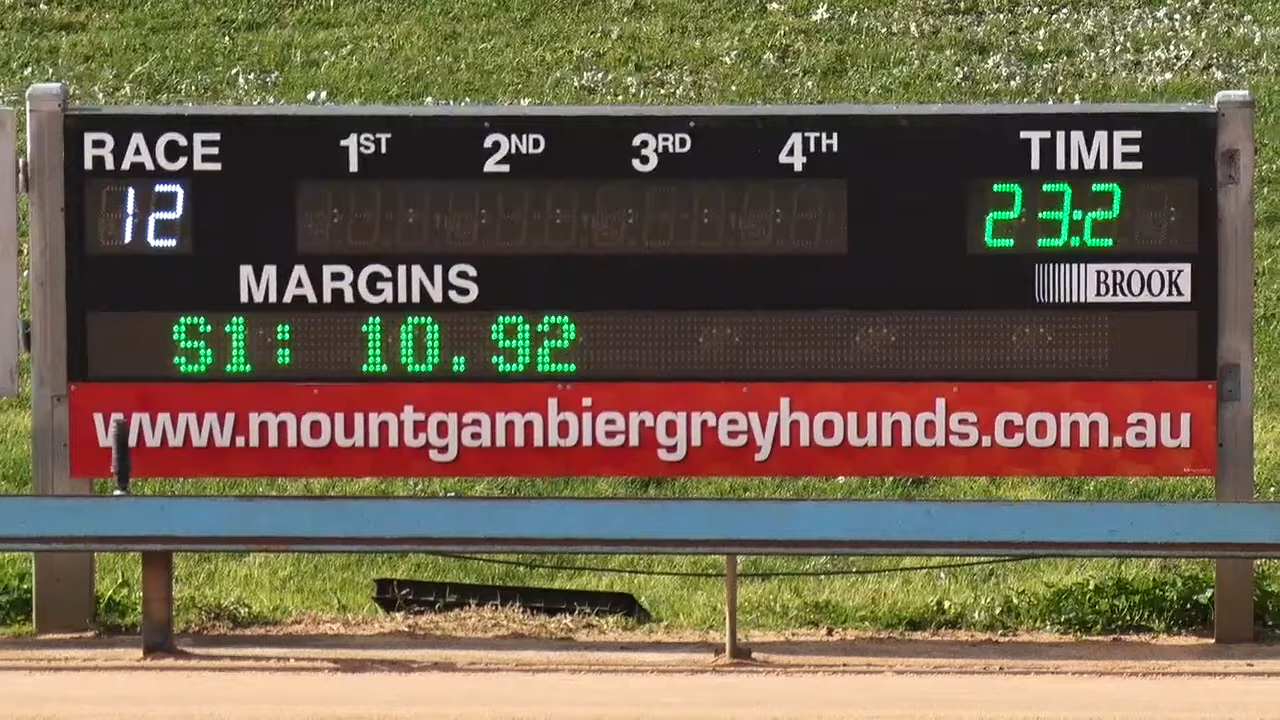 RACE 1ST 2ND 3RD 4TH TIME
12 23:2
MARGINS BROOK
S1: 10.92
www.mountgambiergreyhounds.com.au